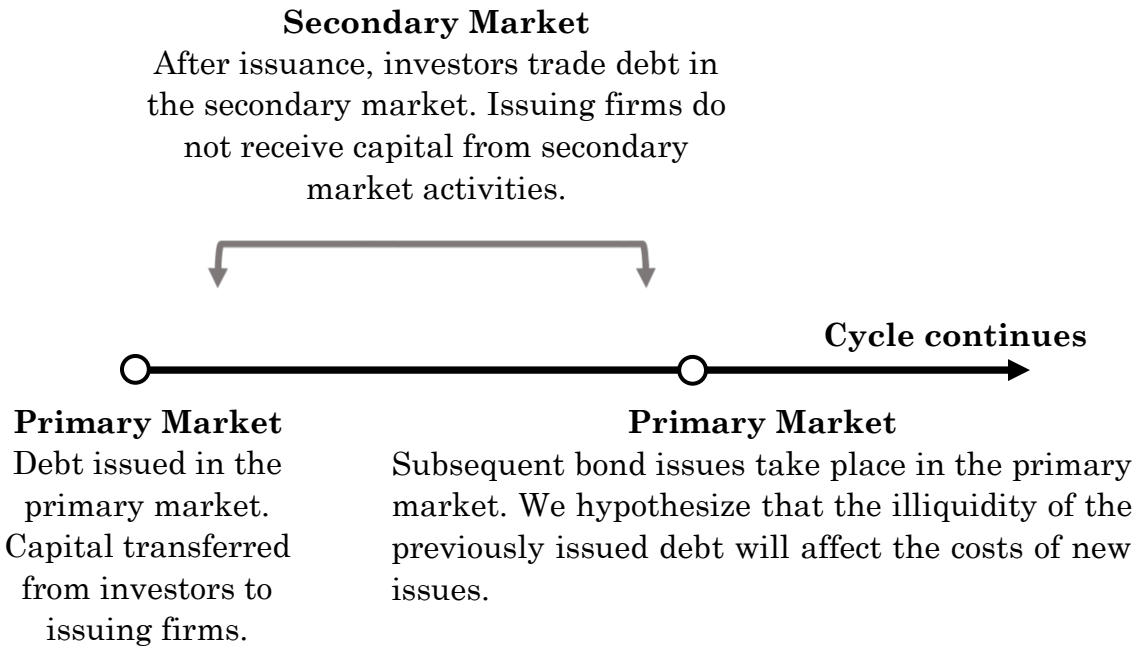 Secondary Market
After issuance, investors trade debt in
the secondary market. Issuing firms do
not receive capital from secondary
market activities.
Cycle continues
Primary Market
Debt issued in the
primary market.
Capital transferred
from investors to
issuing firms.
Primary Market
Subsequent bond issues take place in the primary
market. We hypothesize that the illiquidity of the
previously issued debt will affect the costs of new
issues.